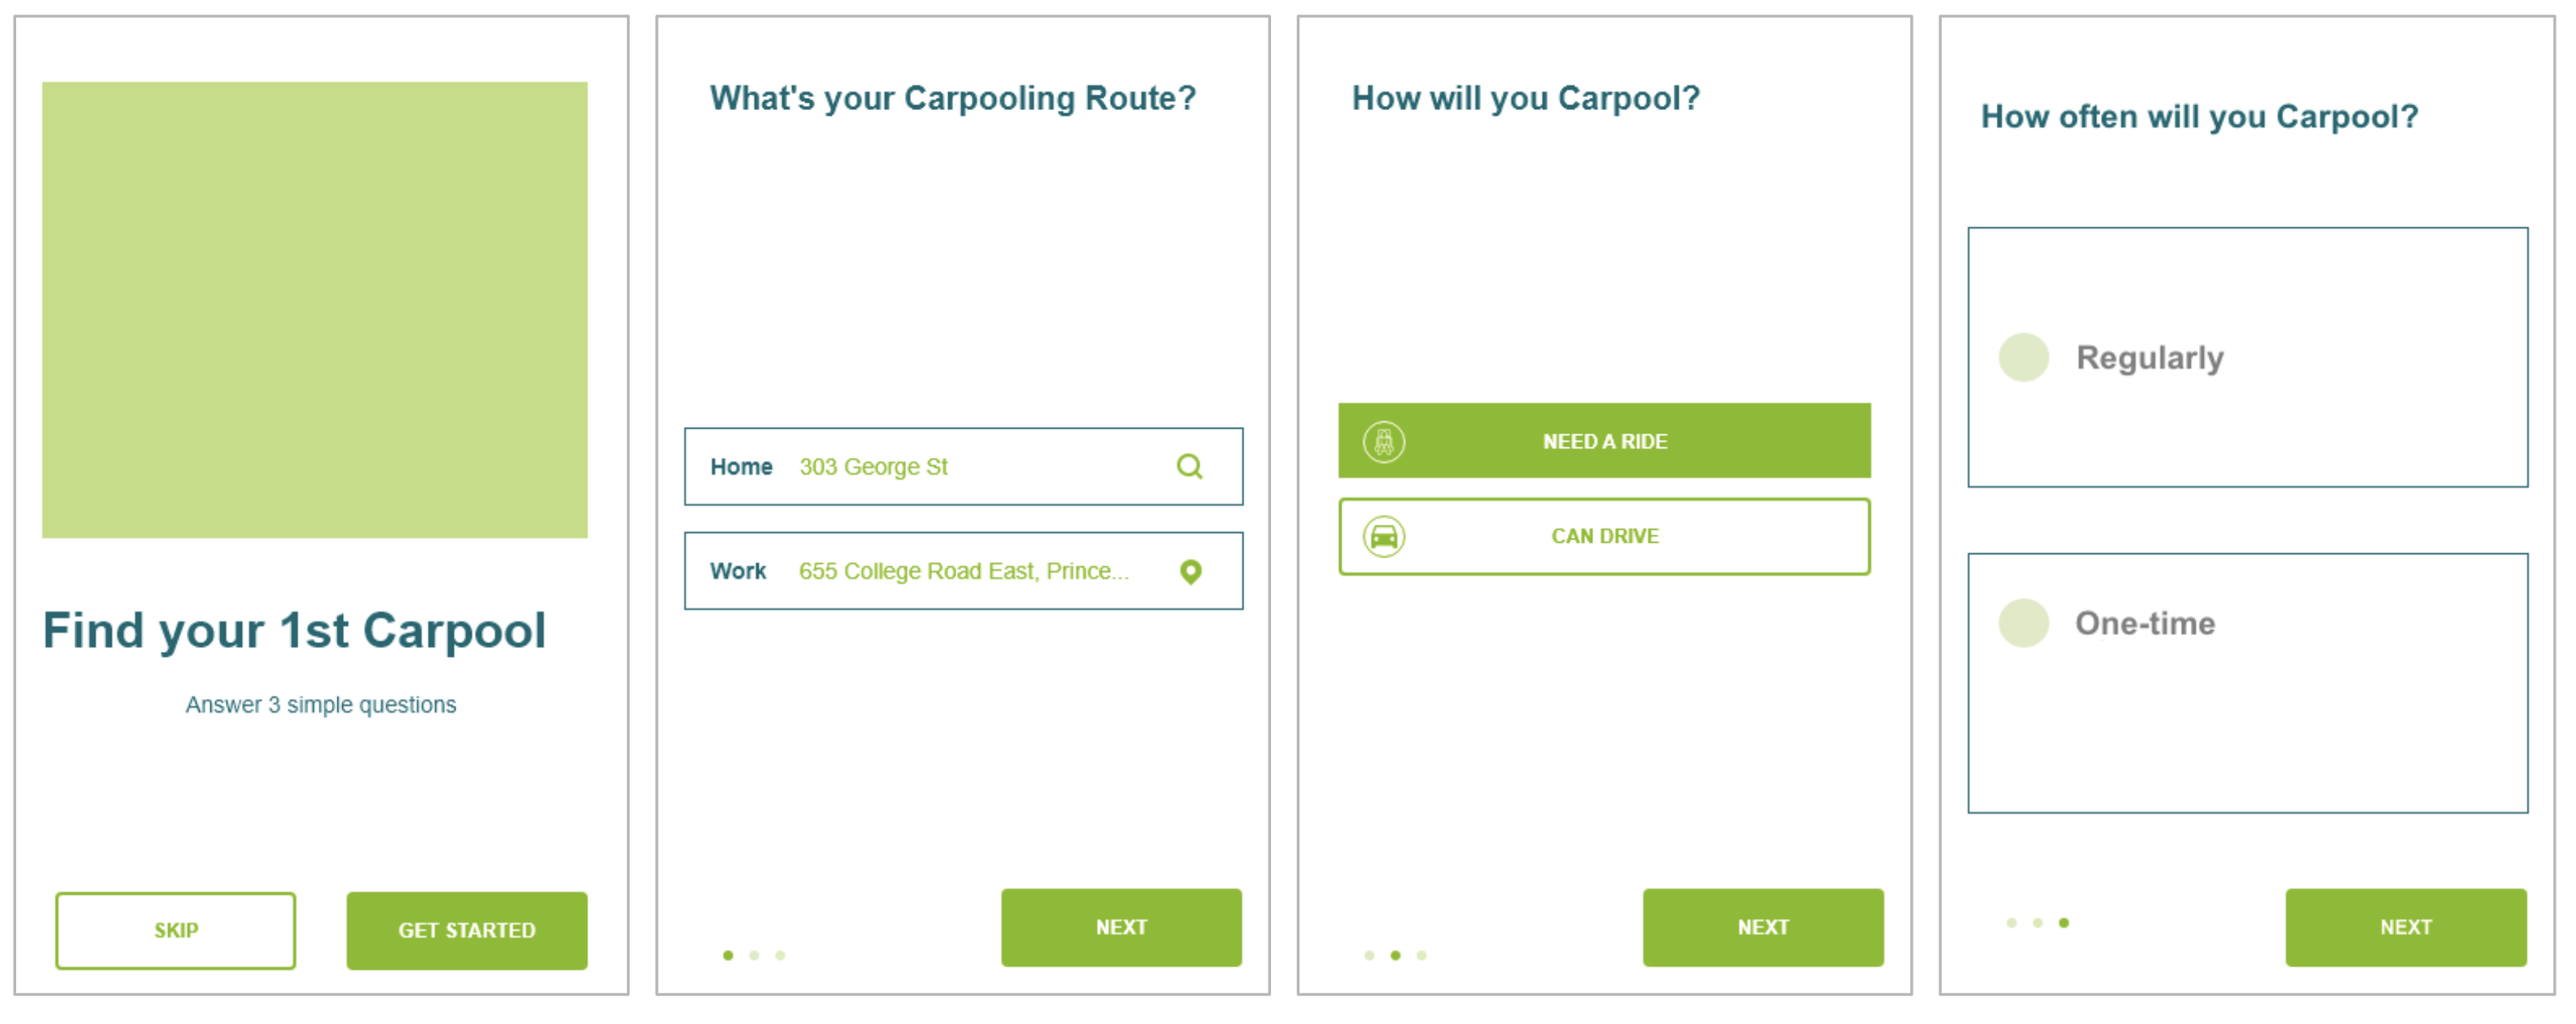 Find your 1st Carpool
Answer 3 simple questions
SKIP
GET STARTED
What's your Carpooling Route?
Home 303 George St
Work 655 College Road East, Prince...
NEXT
How will you Carpool?
NEED A RIDE
CAN DRIVE
NEXT
How often will you Carpool?
Regularly
One-time
NEXT